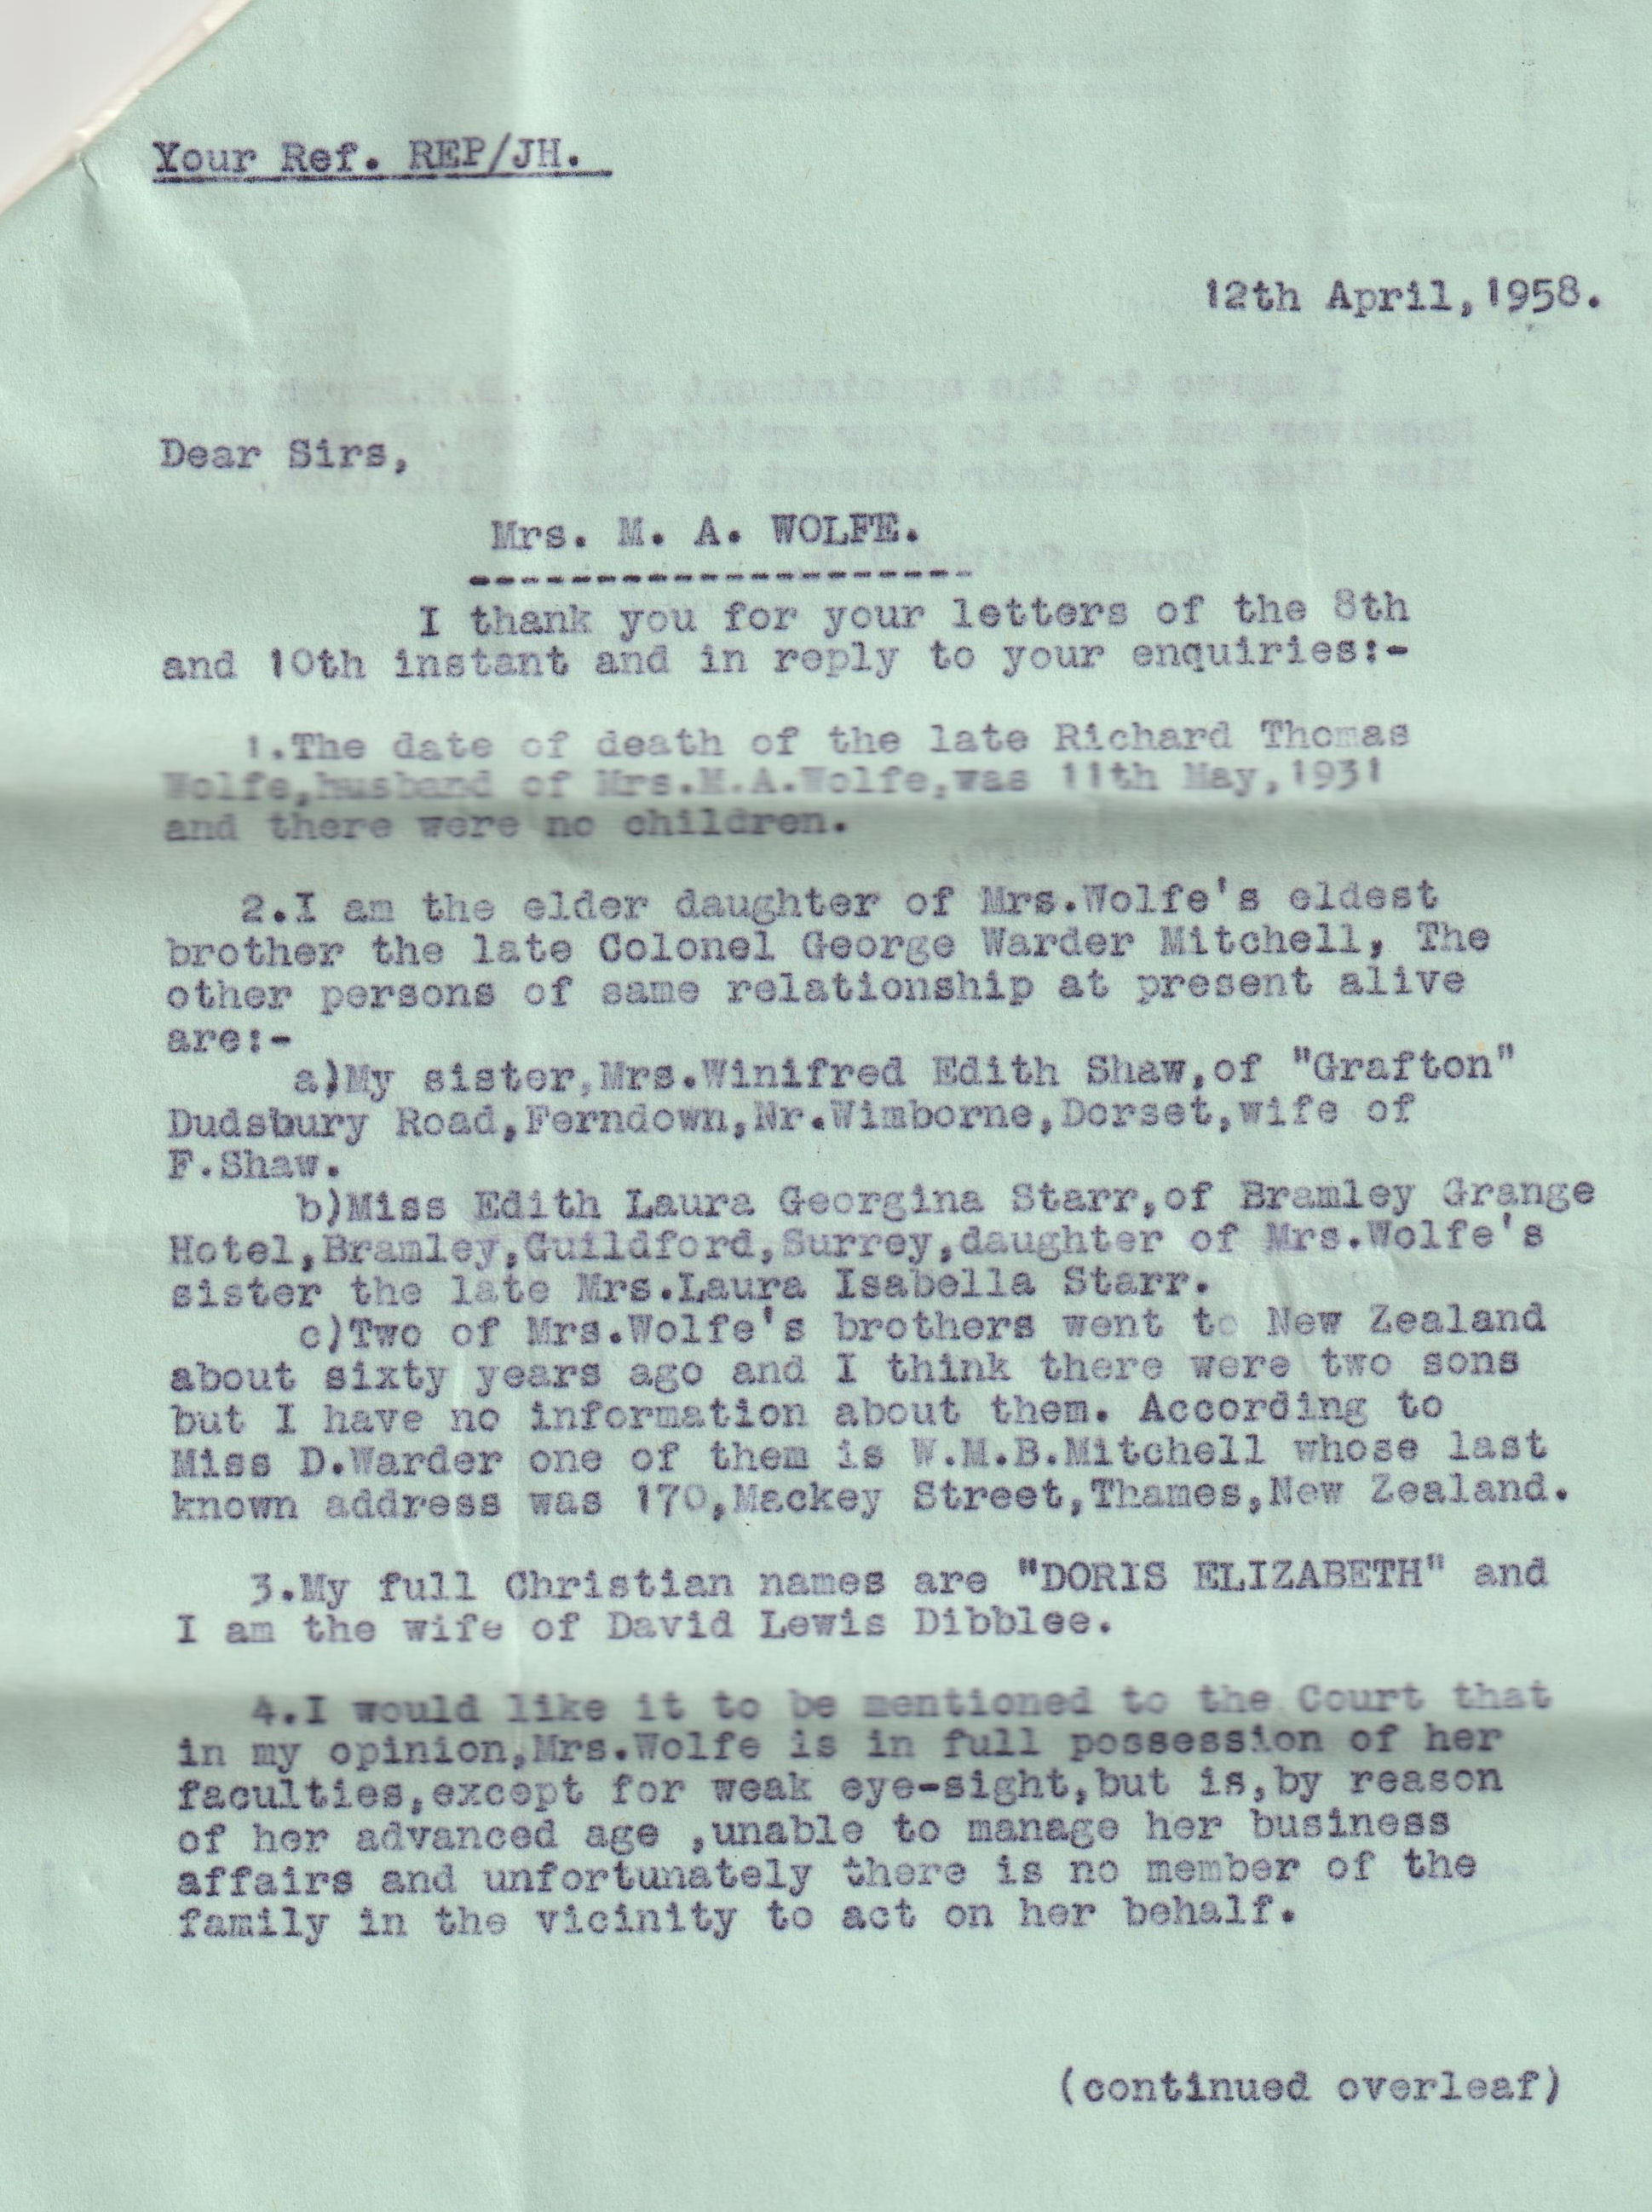 Your Ref. REP/JH.
12th April,1958.
Dear Sirs,
Mrs. M. A. WOLFE.
--------------------
I thank you for your letters of the 8th
and 10th instant and in reply to your enquiries:-
1.The date of death of the late Richard Thomas
Wolfe,husband of Mrs.M.A.Wolfe,was 11th May,1931
and there were no children.
2.I am the elder daughter of Mrs.Wolfe's eldest
brother the late Colonel George Warder Mitchell, The
other persons of same relationship at present alive
are:-
a)My sister,Mrs.Winifred Edith Shaw,of "Grafton"
Dudsbury Road,Ferndown,Nr.Wimborne,Dorset,wife of
F.Shaw.
b)Miss Edith Laura Georgina Starr,of Bramley Grange
Hotel,Bramley,Guildford,Surrey,daughter of Mrs.Wolfe's
sister the late Mrs.Laura Isabella Starr.
c)Two of Mrs.Wolfe's brothers went to New Zealand
about sixty years ago and I think there were two sons
but I have no information about them. According to
Miss D.Warder one of them is W.M.B.Mitchell whose last
known address was 170,Mackey Street,Thames,New Zealand.
3.My full Christian names are "DORIS ELIZABETH" and
I am the wife of David Lewis Dibblee.
4.I would like it to be mentioned to the Court that
in my opinion,Mrs.Wolfe is in full possession of her
faculties,except for weak eye-sight,but is,by reason
of her advanced age ,unable to manage her business
affairs and unfortunately there is no member of the
family in the vicinity to act on her behalf.
(continued overleaf)